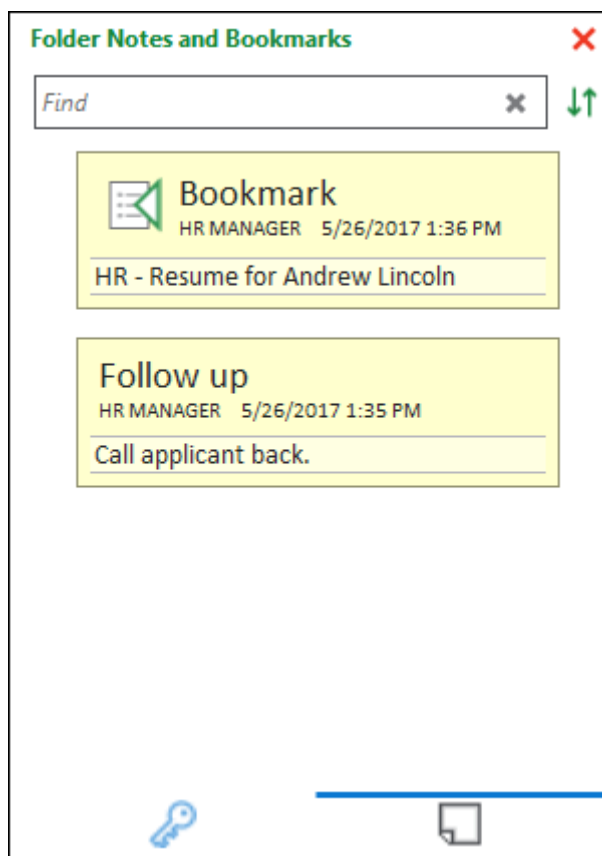 Folder Notes and Bookmarks
Find
Bookmark
HR MANAGER 5/26/2017 1:36 PM
HR - Resume for Andrew Lincoln
Follow up
HR MANAGER 5/26/2017 1:35 PM
Call applicant back.